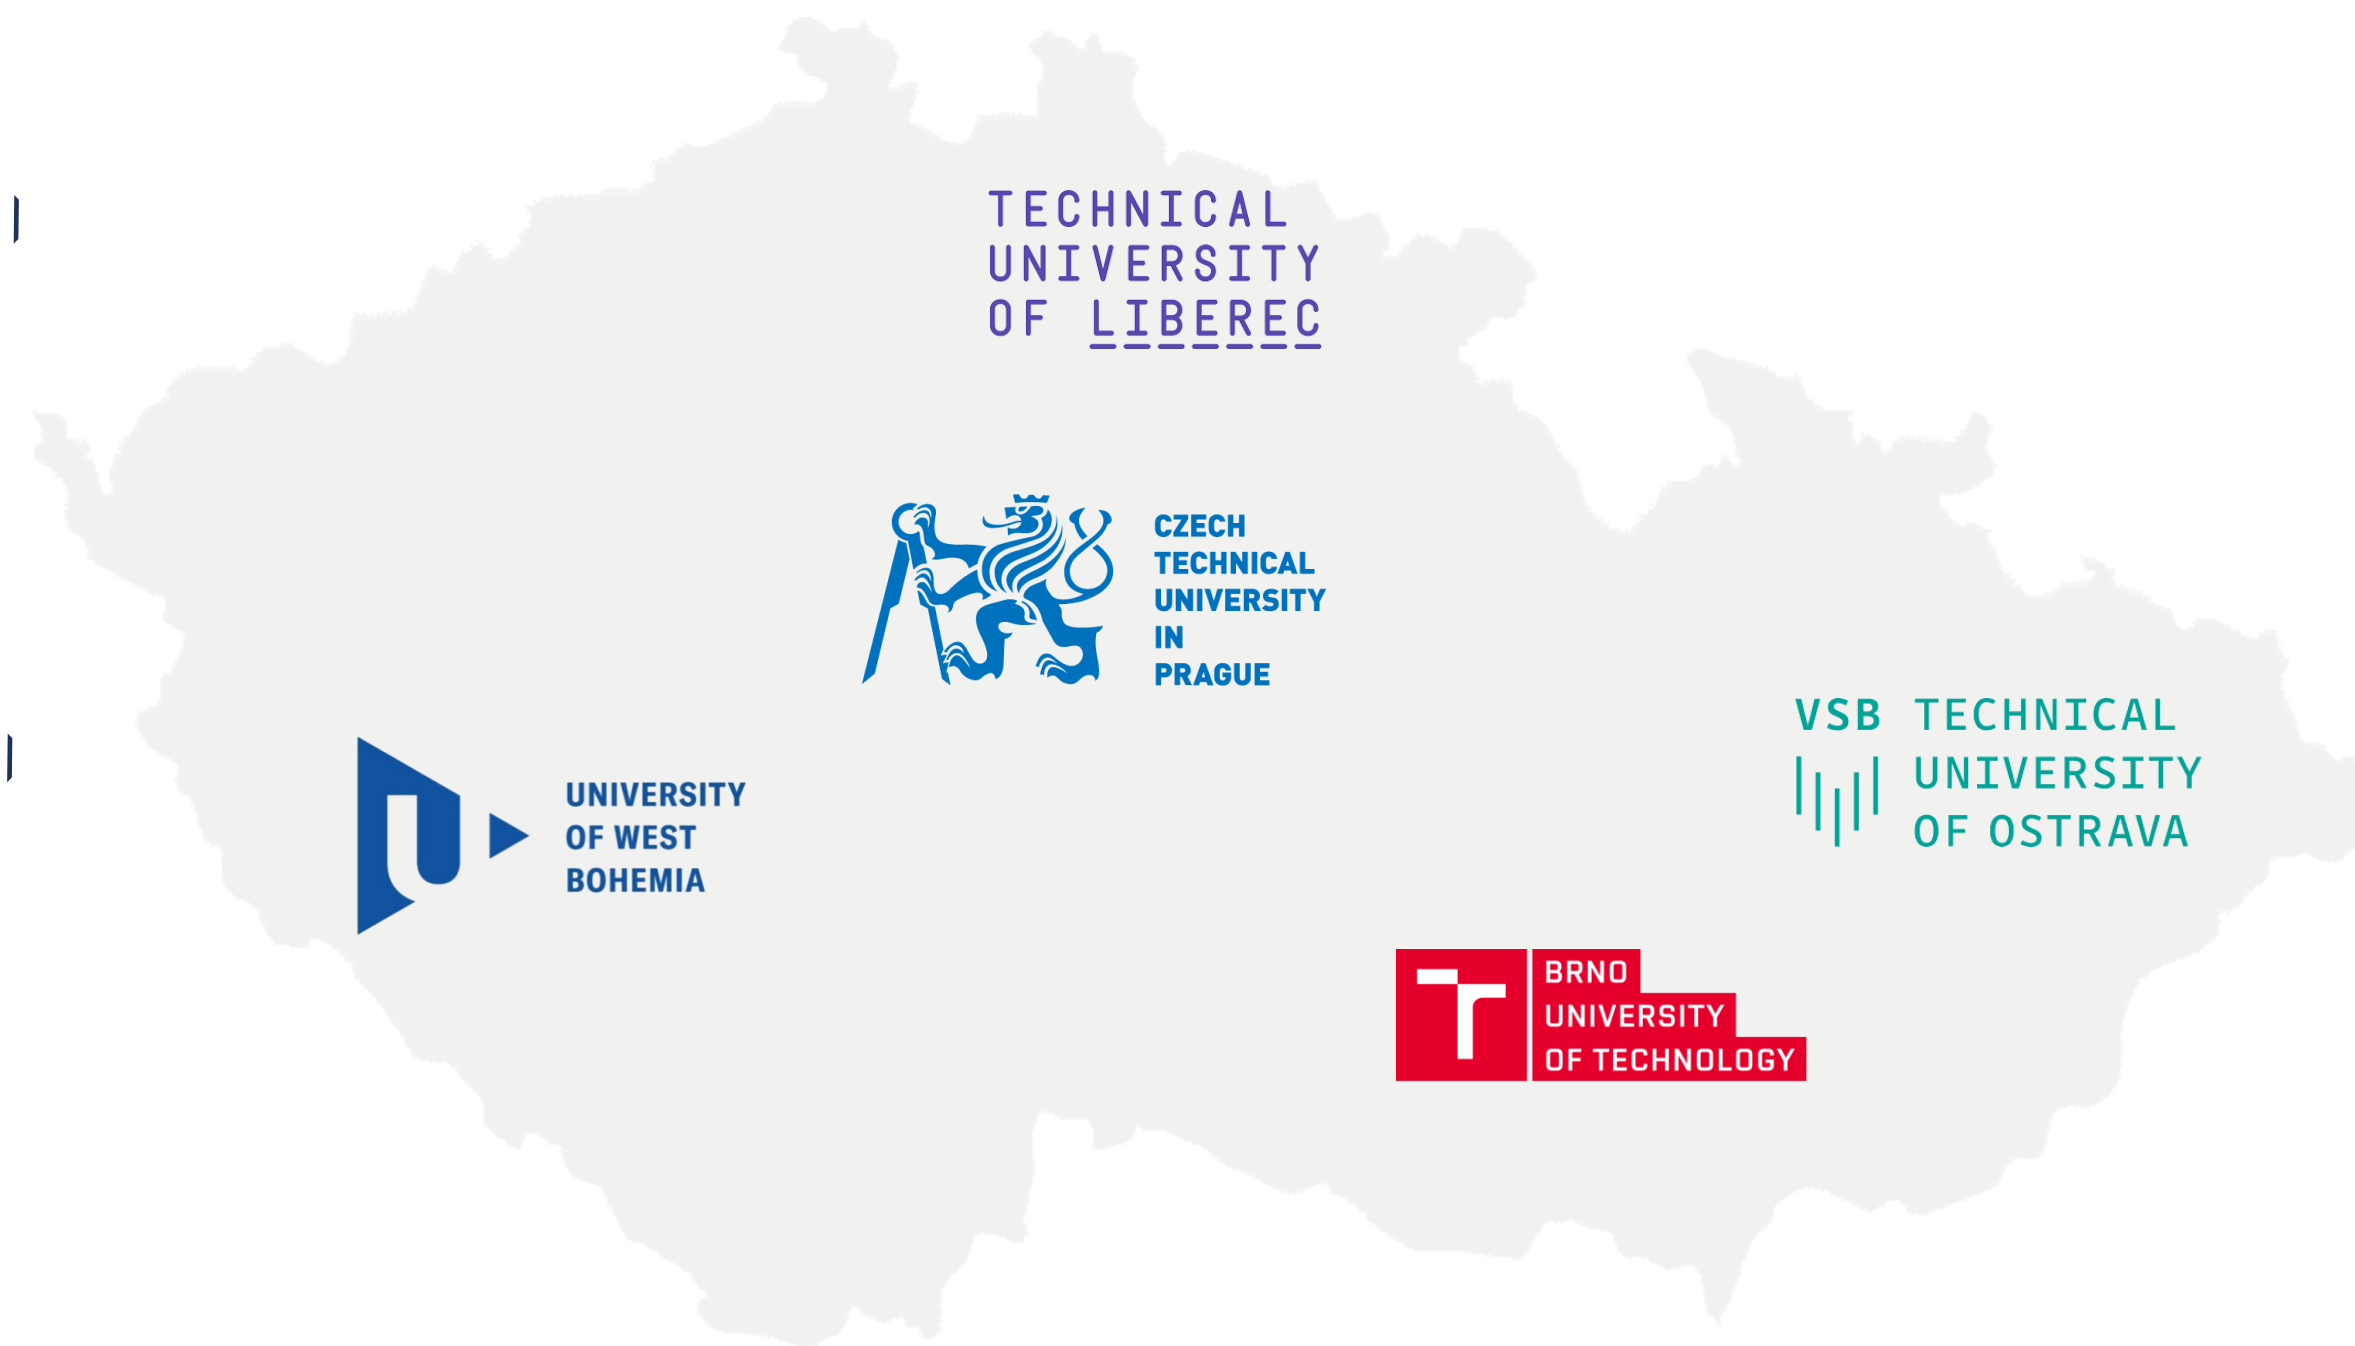 TECHNICAL
UNIVERSITY
OF LIBEREC
CZECH
TECHNICAL
UNIVERSITY
IN
PRAGUE
UNIVERSITY
OF WEST
BOHEMIA
VSB TECHNICAL
UNIVERSITY
OF OSTRAVA
BRNO
UNIVERSITY
OF TECHNOLOGY